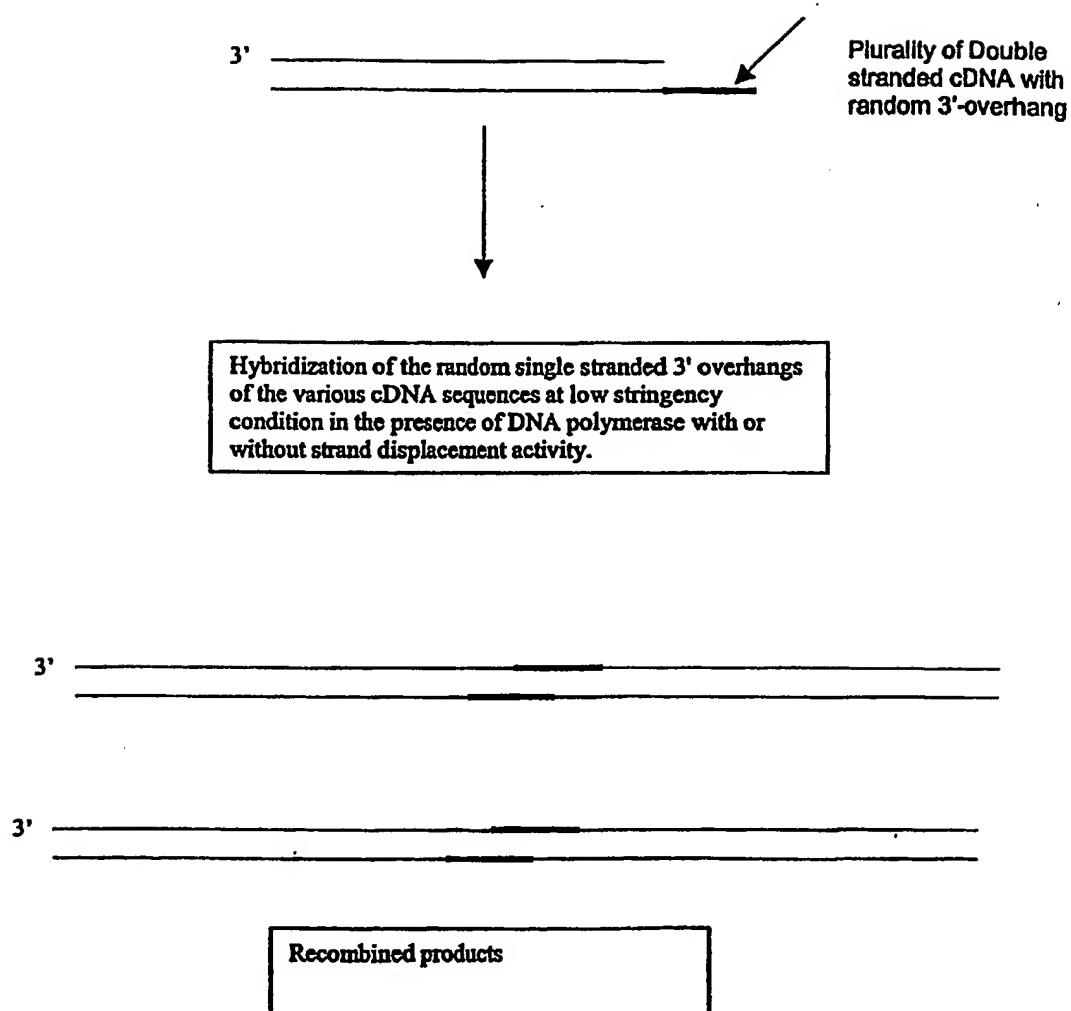 3'
Plurality of Double
stranded cDNA with
random 3'-overhang
Hybridization of the random single stranded 3' overhangs
of the various cDNA sequences at low stringency
condition in the presence of DNA polymerase with or
without strand displacement activity.
3'
3'
Recombined products